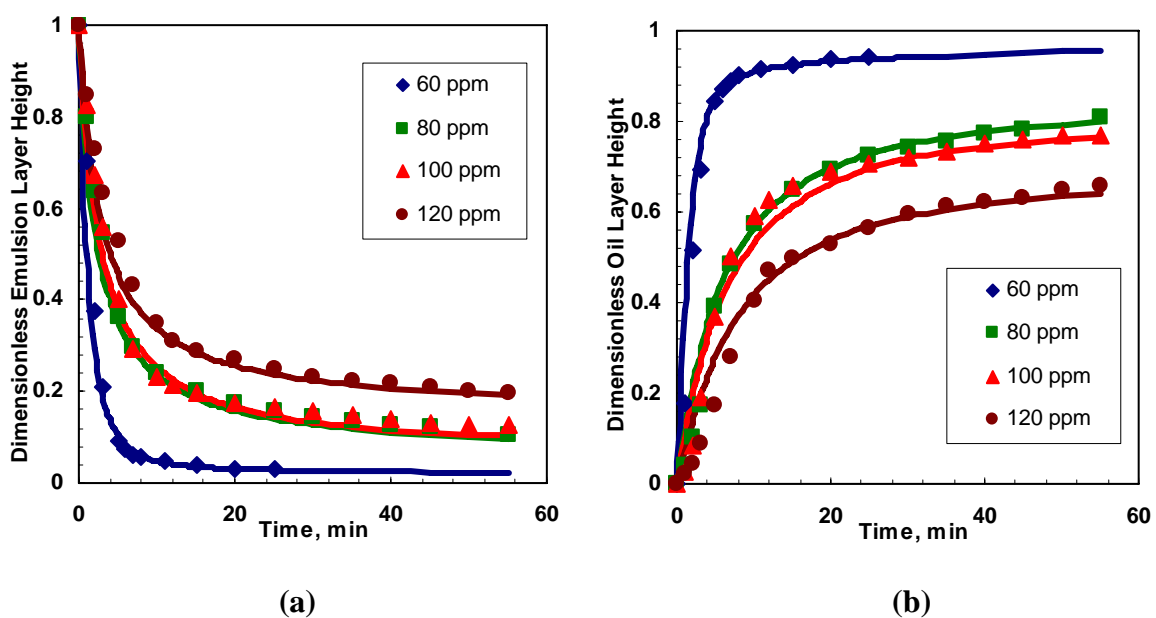 Dimensionless Emulsion Layer Height
1
0.8
0.6
0.4
0.2
0
0
20
40
60
Time, min
60 ppm
80 ppm
100 ppm
120 ppm
(a)
Dimensionless Oil Layer Height
1
0.8
0.6
0.4
0.2
0
0
20
40
60
Time, min
60 ppm
80 ppm
100 ppm
120 ppm
(b)